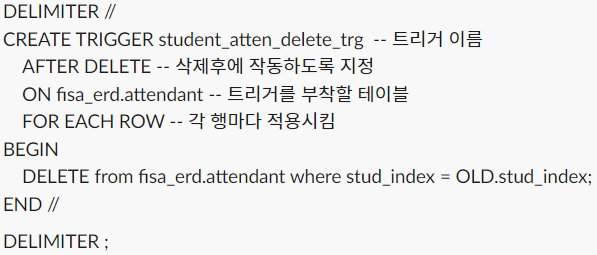 DELIMITER //
CREATE TRIGGER student_atten_delete_trg -- 트리거 이름
AFTER DELETE -- 삭제후에 작동하도록 지정
ON fisa_erd.attendant -- 트리거를 부착할 테이블
FOR EACH ROW -- 각 행마다 적용시킴
BEGIN
DELETE from fisa_erd.attendant where stud_index = OLD.stud_index;
END //
DELIMITER ;